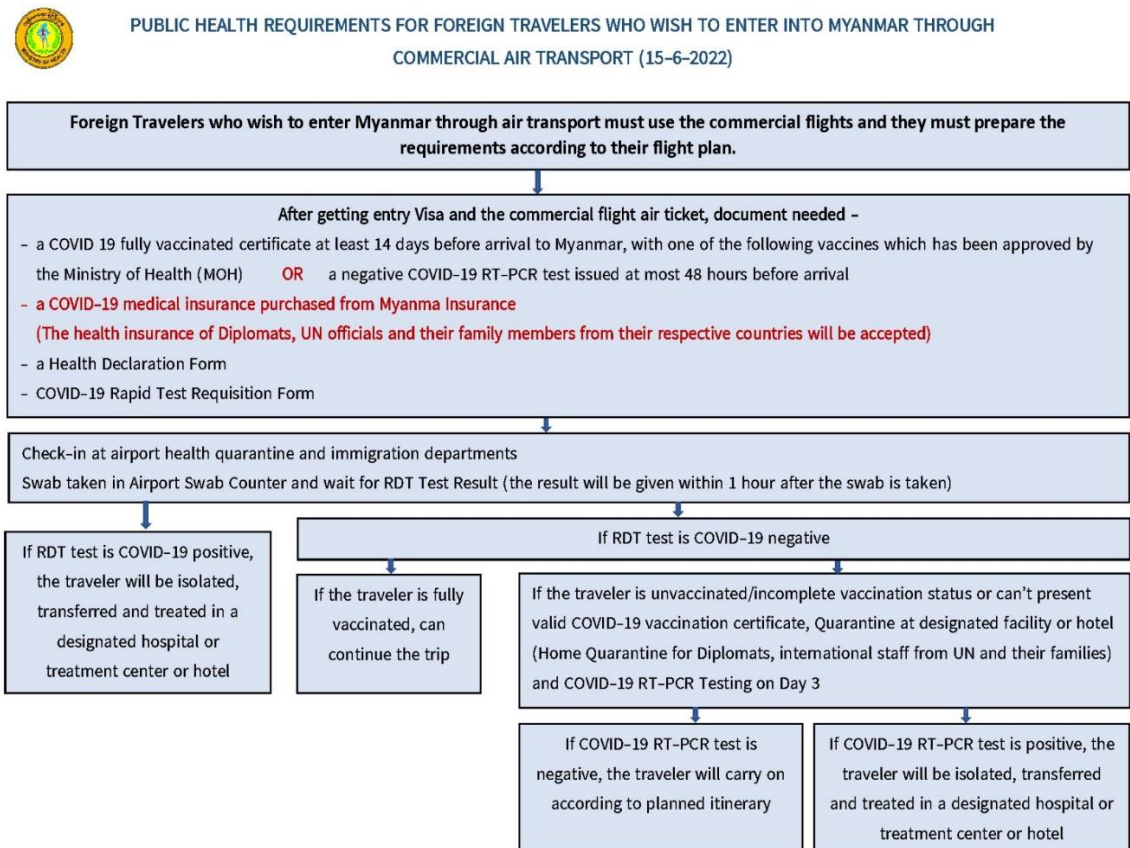 PUBLIC HEALTH REQUIREMENTS FOR FOREIGN TRAVELERS WHO WISH TO ENTER INTO MYANMAR THROUGH
COMMERCIAL AIR TRANSPORT (15-6-2022)
Foreign Travelers who wish to enter Myanmar through air transport must use the commercial flights and they must prepare the
requirements according to their flight plan.
After getting entry Visa and the commercial flight air ticket, document needed –
– a COVID 19 fully vaccinated certificate at least 14 days before arrival to Myanmar, with one of the following vaccines which has been approved by
the Ministry of Health (MOH) OR a negative COVID-19 RT-PCR test issued at most 48 hours before arrival
– a COVID-19 medical insurance purchased from Myanma Insurance
(The health insurance of Diplomats, UN officials and their family members from their respective countries will be accepted)
– a Health Declaration Form
– COVID-19 Rapid Test Requisition Form
Check-in at airport health quarantine and immigration departments
Swab taken in Airport Swab Counter and wait for RDT Test Result (the result will be given within 1 hour after the swab is taken)
If RDT test is COVID-19 positive,
the traveler will be isolated,
transferred and treated in a
designated hospital or
treatment center or hotel
If RDT test is COVID-19 negative
If the traveler is fully
vaccinated, can
continue the trip
If the traveler is unvaccinated/incomplete vaccination status or can't present
valid COVID-19 vaccination certificate, Quarantine at designated facility or hotel
(Home Quarantine for Diplomats, international staff from UN and their families)
and COVID-19 RT-PCR Testing on Day 3
If COVID-19 RT-PCR test is
negative, the traveler will carry on
according to planned itinerary
If COVID-19 RT-PCR test is positive, the
traveler will be isolated, transferred
and treated in a designated hospital or
treatment center or hotel